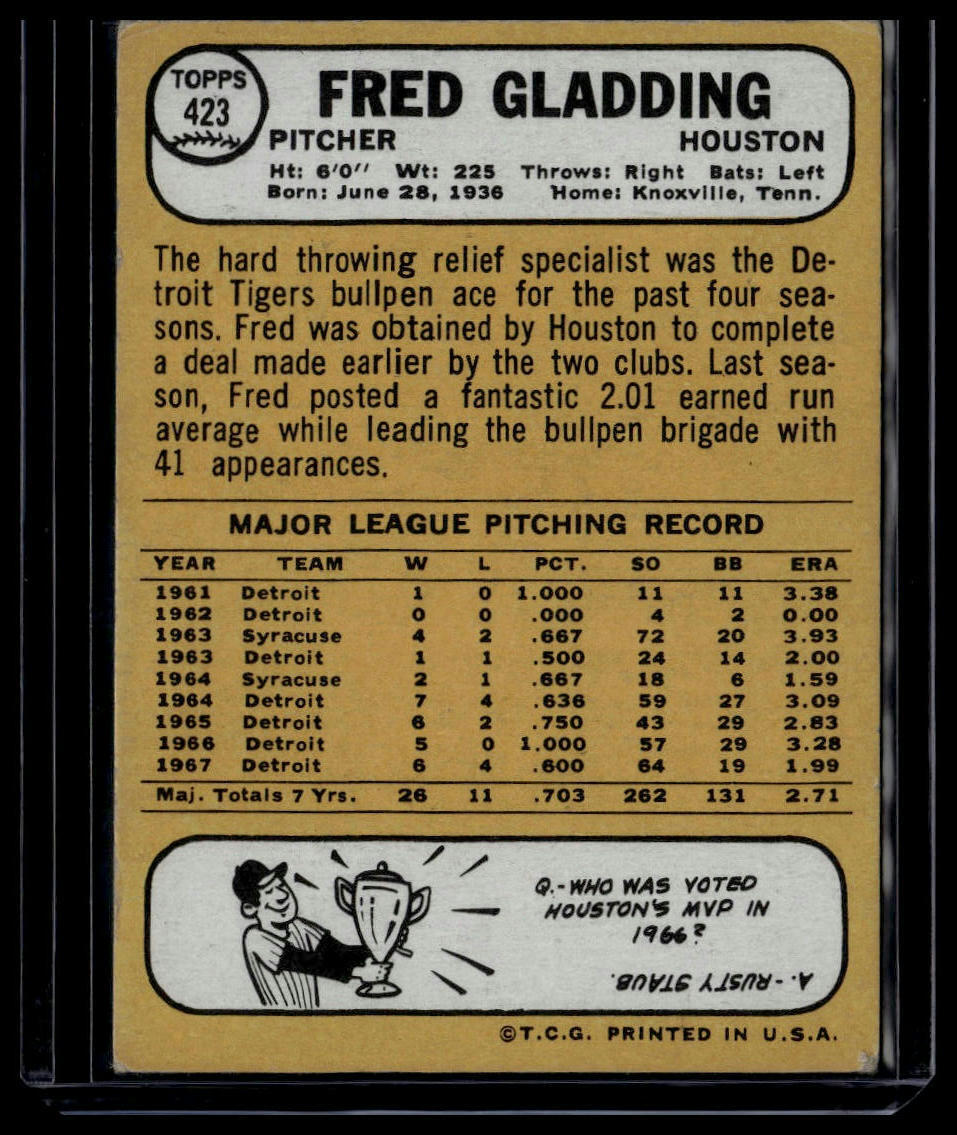 TOPPS
423
FRED GLADDING
PITCHER HOUSTON
Ht: 6'0" Wt: 225 Throws: Right Bats: Left
Born: June 28, 1936 Home: Knoxville, Tenn.
The hard throwing relief specialist was the De-
troit Tigers bullpen ace for the past four sea-
sons. Fred was obtained by Houston to complete
a deal made earlier by the two clubs. Last sea-
son, Fred posted a fantastic 2.01 earned run
average while leading the bullpen brigade with
41 appearances.
MAJOR LEAGUE PITCHING RECORD
YEAR TEAM W L PCT. SO BB ERA
1961 Detroit 1 0 1.000 11 11 3.38
1962 Detroit 0 0 .000 4 2 0.00
1963 Syracuse 4 2 .667 72 20 3.93
1963 Detroit 1 1 .500 24 14 2.00
1964 Syracuse 2 1 .667 18 6 1.59
1964 Detroit 7 4 .636 59 27 3.09
1965 Detroit 6 2 .750 43 29 2.83
1966 Detroit 5 0 1.000 57 29 3.28
1967 Detroit 6 4 .600 64 19 1.99
Maj. Totals 7 Yrs. 26 11 .703 262 131 2.71
Q.-WHO WAS VOTED
HOUSTON'S MVP IN
1966?
A.-RUSTY STAUB.
©T.C.G. PRINTED IN U.S.A.